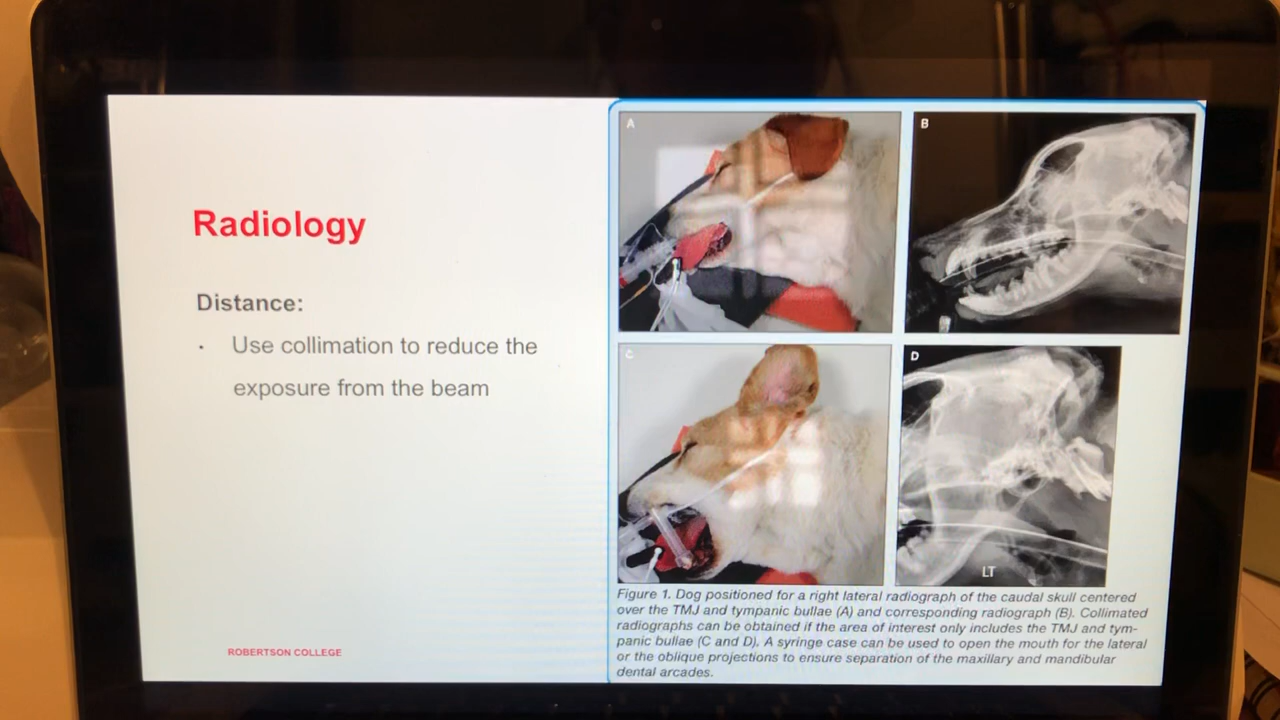 Radiology
Distance:
· Use collimation to reduce the
exposure from the beam
ROBERTSON COLLEGE
A
B
C
D
LT
Figure 1. Dog positioned for a right lateral radiograph of the caudal skull centered
over the TMJ and tympanic bullae (A) and corresponding radiograph (B). Collimated
radiographs can be obtained if the area of interest only includes the TMJ and tym-
panic bullae (C and D). A syringe case can be used to open the mouth for the lateral
or the oblique projections to ensure separation of the maxillary and mandibular
dental arcades.